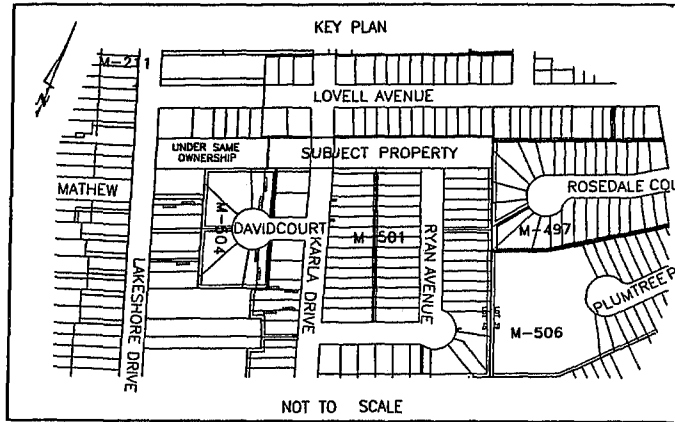 KEY PLAN
M-211
LOVELL AVENUE
UNDER SAME
OWNERSHIP
SUBJECT PROPERTY
MATHEW
M-504
DAVIDCOURT
ROSEDALE COU
M-497
LAKESHORE DRIVE
KARLA DRIVE
M-501
RYAN AVENUE
PLUMTREE P
M-506
NOT TO SCALE